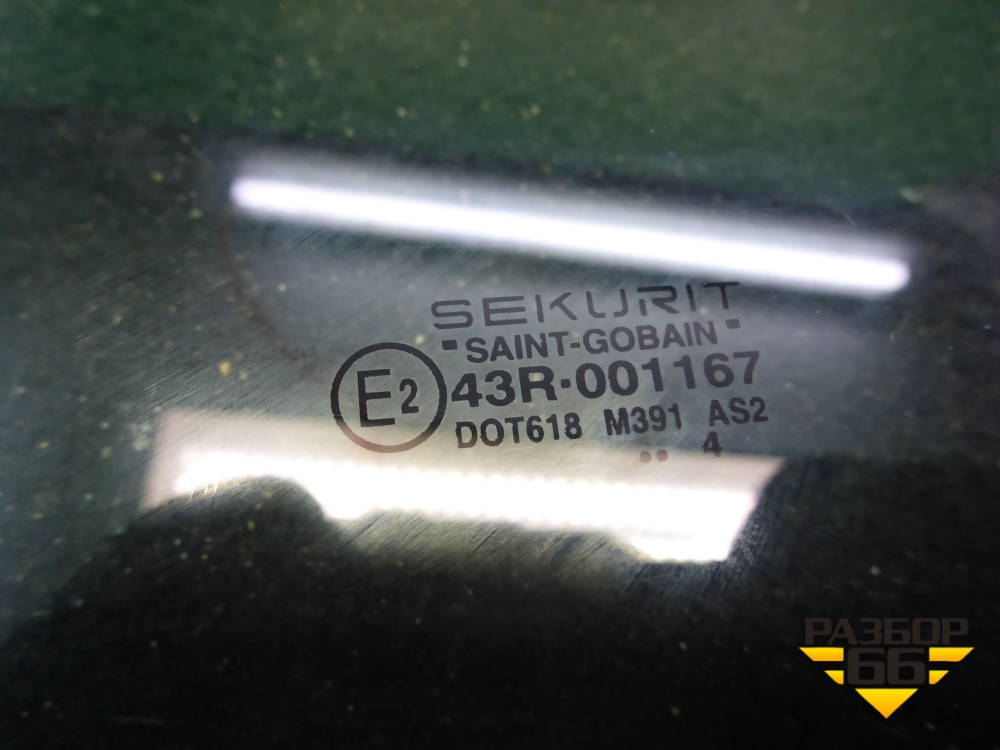 SEKURIT
"SAINT-GOBAIN"
E2 43R·001167
DOT618 M391 AS2
·· 4
РАЗБОР
66